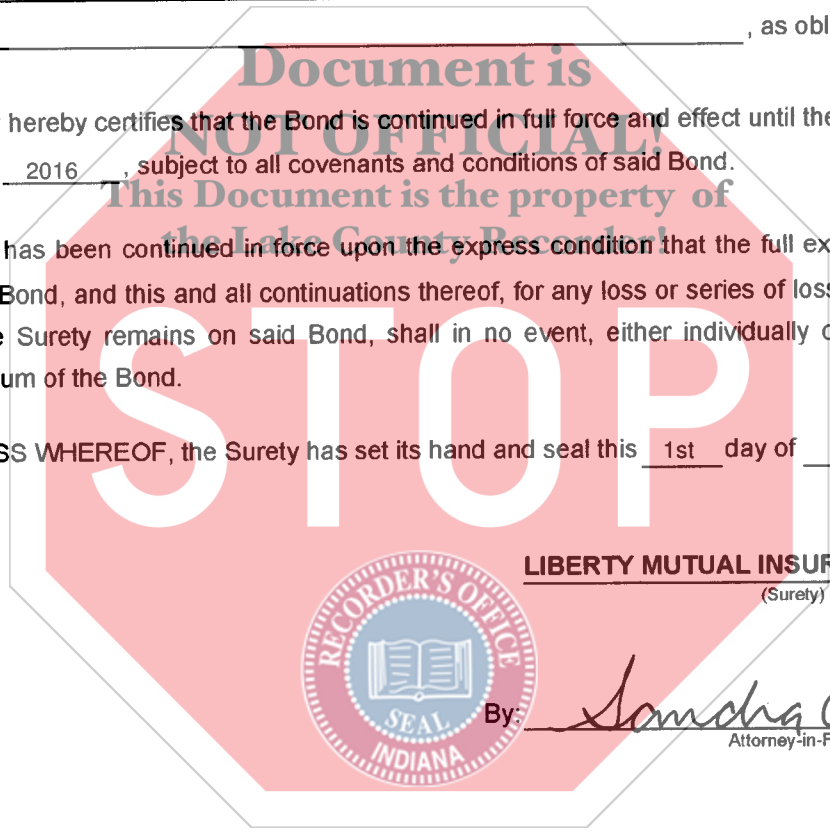 , as obl
Document is
hereby certifies that the Bond is continued in full force and effect until the
NOT OFFICIAL!
2016 , subject to all covenants and conditions of said Bond.
This Document is the property of
the Lake County Recorder!
has been continued in force upon the express condition that the full ex
Bond, and this and all continuations thereof, for any loss or series of loss
e Surety remains on said Bond, shall in no event, either individually o
um of the Bond.
STOP
SS WHEREOF, the Surety has set its hand and seal this 1st day of
LIBERTY MUTUAL INSUR
(Surety)
RECORDER'S OFFICE
SEAL
INDIANA
By: Sandra
Attorney-in-F